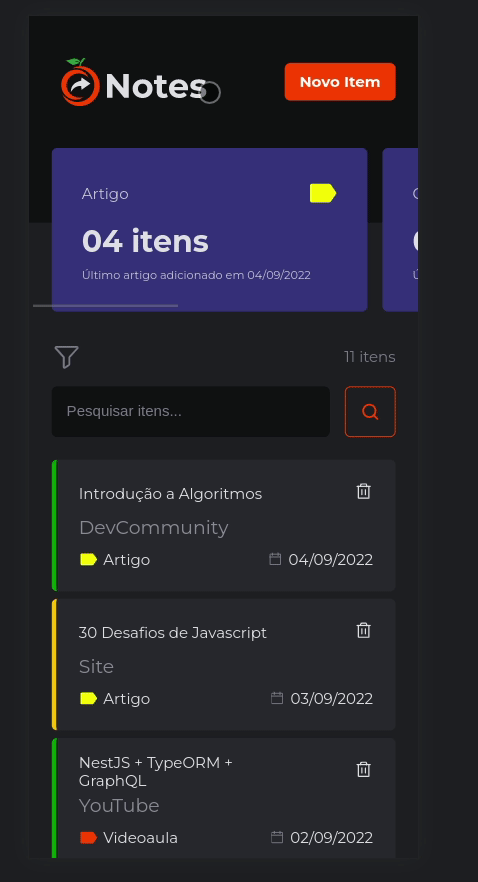 Notes
Novo Item
Artigo
04 itens
Último artigo adicionado em 04/09/2022
11 itens
Pesquisar itens...
Introdução a Algoritmos
DevCommunity
Artigo
04/09/2022
30 Desafios de Javascript
Site
Artigo
03/09/2022
NestJS + TypeORM +
GraphQL
YouTube
Videoaula
02/09/2022